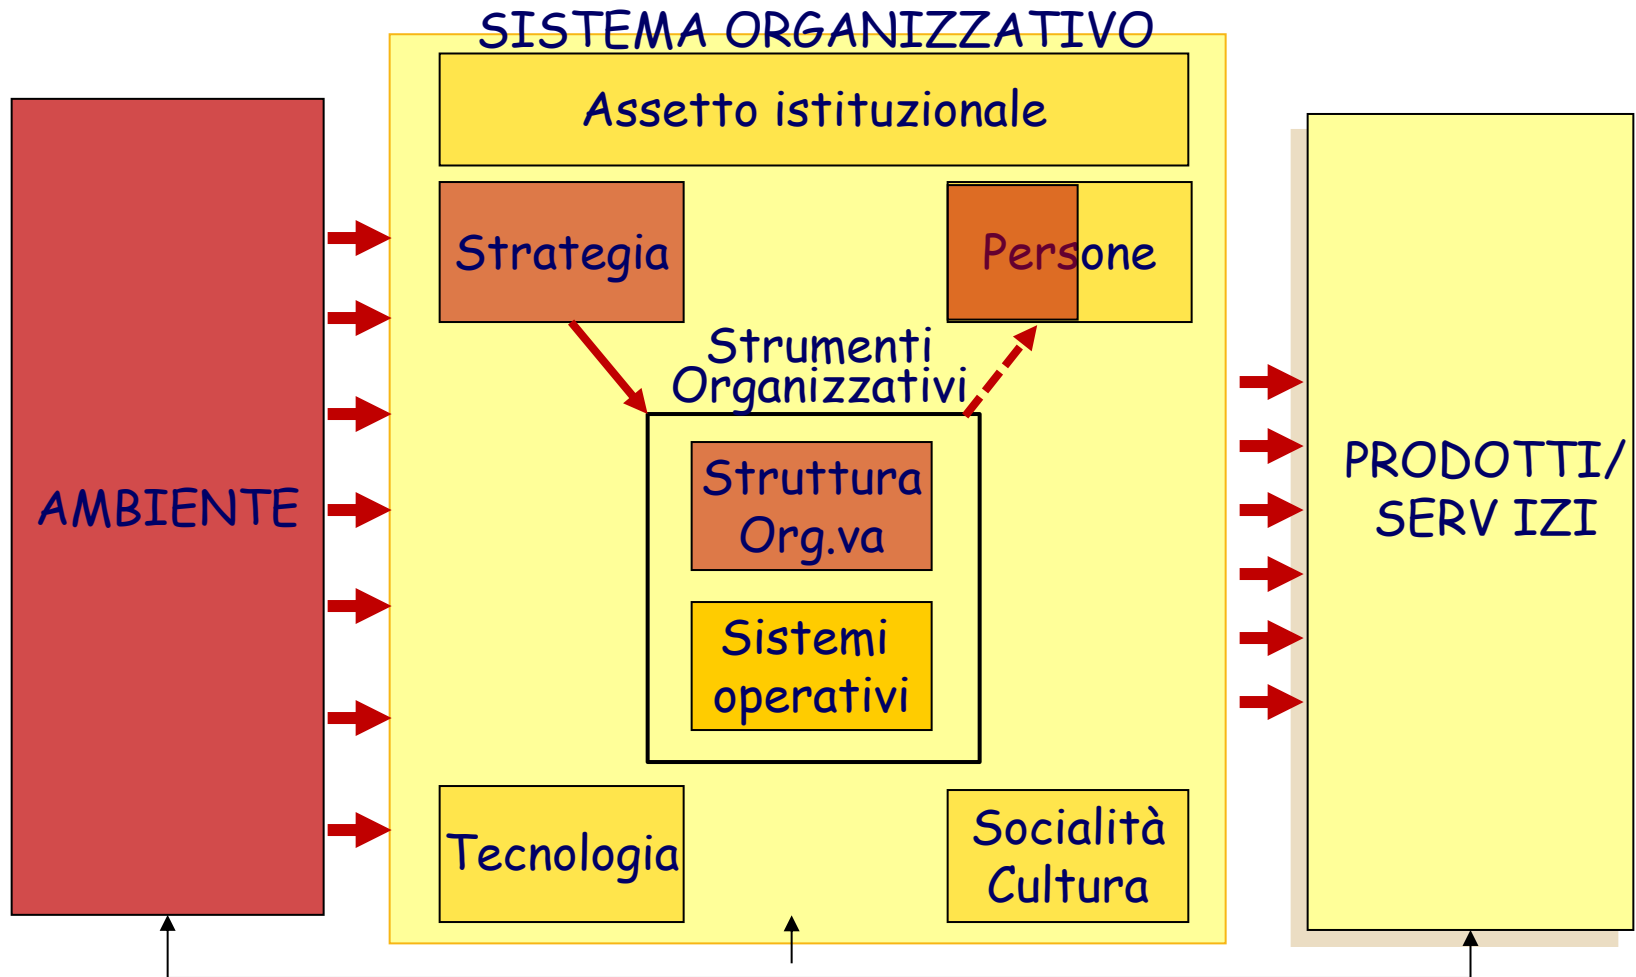 SISTEMA ORGANIZZATIVO
Assetto istituzionale
Strategia
Persone
Strumenti
Organizzativi
Struttura
Org.va
Sistemi
operativi
Tecnologia
Socialità
Cultura
AMBIENTE
PRODOTTI/
SERV IZI